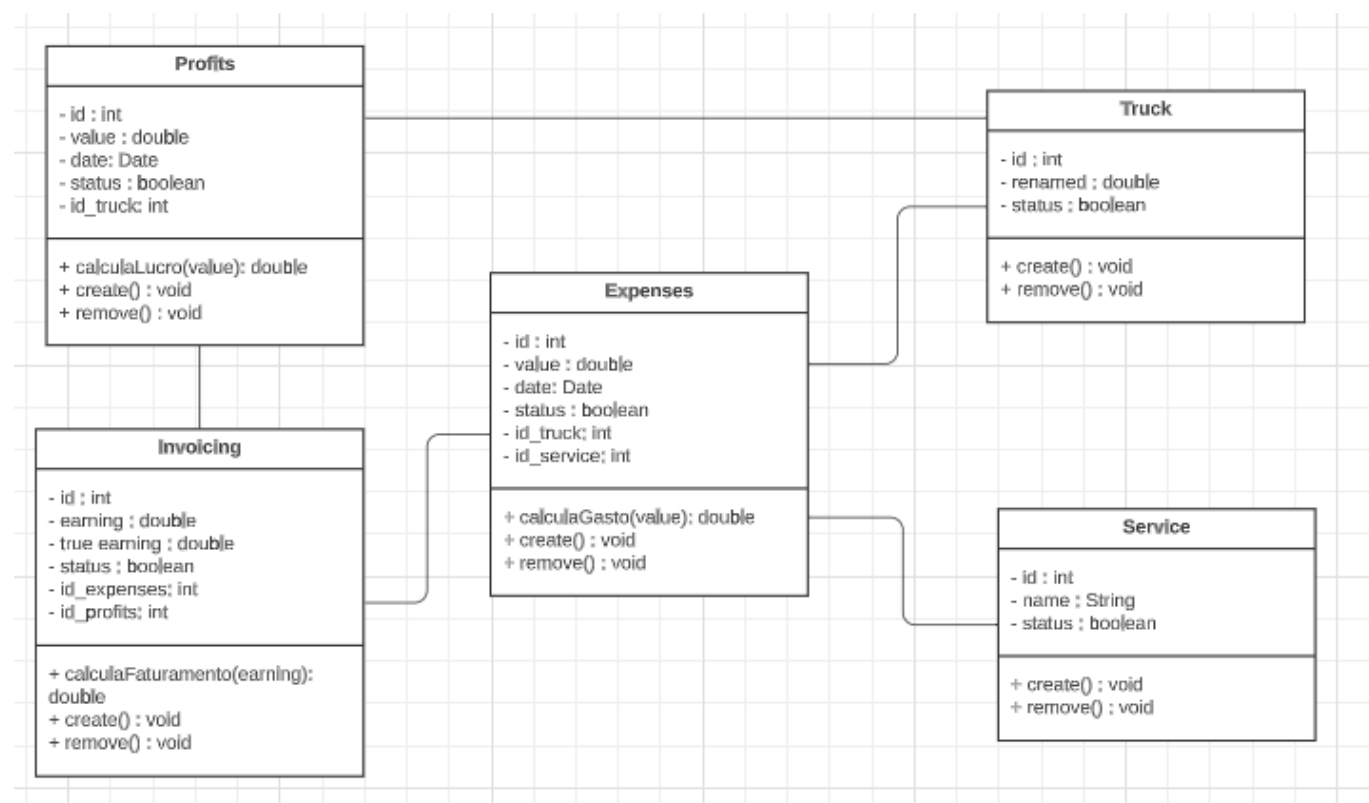 Profits
- id : int
- value : double
- date: Date
- status : boolean
- id_truck: int
+ calculaLucro(value): double
+ create() : void
+ remove() : void
Truck
- id : int
- renamed : double
- status : boolean
+ create() : void
+ remove() : void
Expenses
- id : int
- value : double
- date: Date
- status : boolean
- id_truck: int
- id_service: int
+ calculaGasto(value): double
+ create() : void
+ remove() : void
Invoicing
- id : int
- earning : double
- true earning : double
- status : boolean
- id_expenses: int
- id_profits: int
+ calculaFaturamento(earning):
double
+ create() : void
+ remove() : void
Service
- id : int
- name : String
- status : boolean
+ create() : void
+ remove() : void